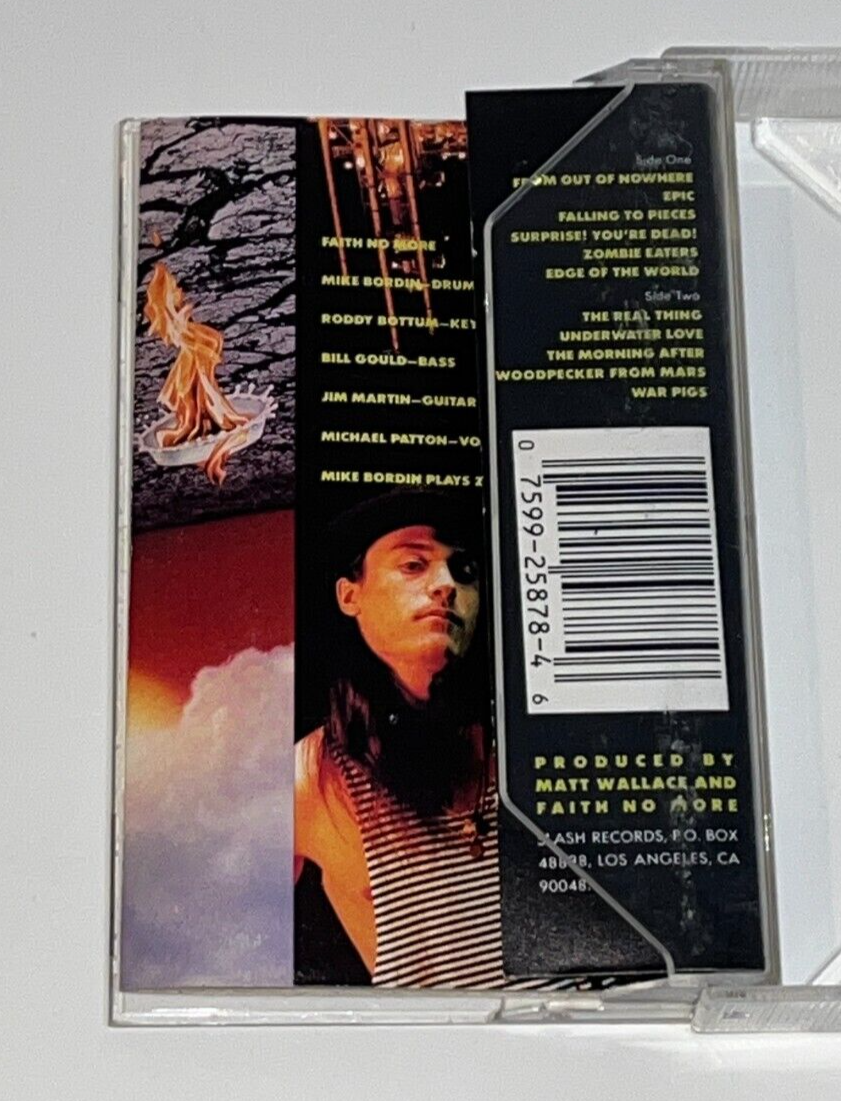 FAITH NO MORE
MIKE BORDIN—DRUM
RODDY BOTTUM—KEY
BILL GOULD—BASS
JIM MARTIN—GUITAR
MICHAEL PATTON—VO
MIKE BORDIN PLAYS Z
Side One
FROM OUT OF NOWHERE
EPIC
FALLING TO PIECES
SURPRISE! YOU'RE DEAD!
ZOMBIE EATERS
EDGE OF THE WORLD
Side Two
THE REAL THING
UNDERWATER LOVE
THE MORNING AFTER
WOODPECKER FROM MARS
WAR PIGS
0 7599-25878-4 6
PRODUCED BY
MATT WALLACE AND
FAITH NO MORE
SLASH RECORDS, P.O. BOX
48888, LOS ANGELES, CA
90048.